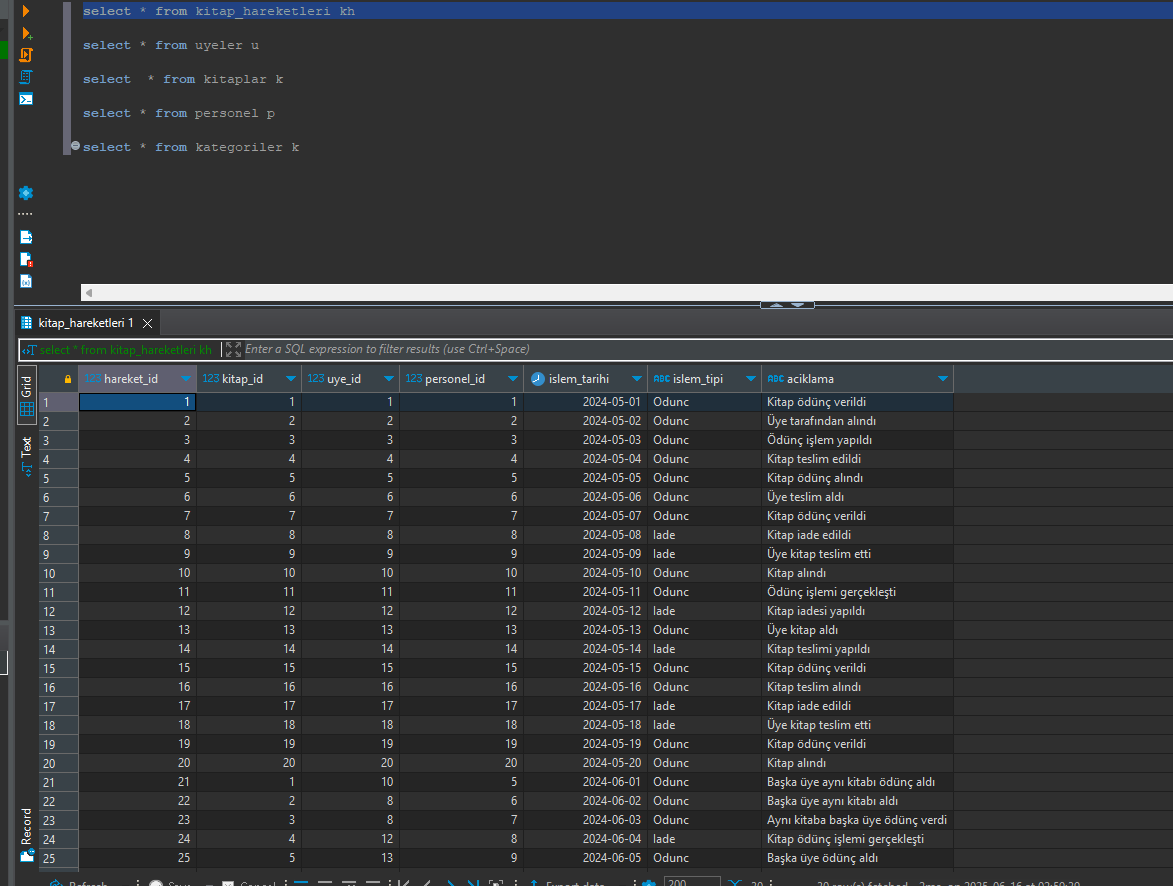 select * from kitap_hareketleri kh
select * from uyeler u
select  * from kitaplar k
select * from personel p
select * from kategoriler k
kitap_hareketleri 1
select * from kitap_hareketleri kh Enter a SQL expression to filter results (use Ctrl+Space)
Grid
Text
Record
123 hareket_id 123 kitap_id 123 uye_id 123 personel_id islem_tarihi ABC islem_tipi ABC aciklama
1 1 1 1 1 2024-05-01 Odunc Kitap ödünç verildi
2 2 2 2 2 2024-05-02 Odunc Üye tarafından alındı
3 3 3 3 3 2024-05-03 Odunc Ödünç işlem yapıldı
4 4 4 4 4 2024-05-04 Odunc Kitap teslim edildi
5 5 5 5 5 2024-05-05 Odunc Kitap ödünç alındı
6 6 6 6 6 2024-05-06 Odunc Üye teslim aldı
7 7 7 7 7 2024-05-07 Odunc Kitap ödünç verildi
8 8 8 8 8 2024-05-08 Iade Kitap iade edildi
9 9 9 9 9 2024-05-09 Iade Üye kitap teslim etti
10 10 10 10 10 2024-05-10 Odunc Kitap alındı
11 11 11 11 11 2024-05-11 Odunc Ödünç işlemi gerçekleşti
12 12 12 12 12 2024-05-12 Iade Kitap iadesi yapıldı
13 13 13 13 13 2024-05-13 Odunc Üye kitap aldı
14 14 14 14 14 2024-05-14 Iade Kitap teslimi yapıldı
15 15 15 15 15 2024-05-15 Odunc Kitap ödünç verildi
16 16 16 16 16 2024-05-16 Odunc Kitap teslim alındı
17 17 17 17 17 2024-05-17 Iade Kitap iade edildi
18 18 18 18 18 2024-05-18 Iade Üye kitap teslim etti
19 19 19 19 19 2024-05-19 Odunc Kitap ödünç verildi
20 20 20 20 20 2024-05-20 Odunc Kitap alındı
21 21 1 10 5 2024-06-01 Odunc Başka üye aynı kitabı ödünç aldı
22 22 2 8 6 2024-06-02 Odunc Başka üye aynı kitabı aldı
23 23 3 8 7 2024-06-03 Odunc Aynı kitaba başka üye ödünç verdi
24 24 4 12 8 2024-06-04 Iade Kitap ödünç işlemi gerçekleşti
25 25 5 13 9 2024-06-05 Odunc Başka üye ödünç aldı
Refresh Save Cancel Export data 200